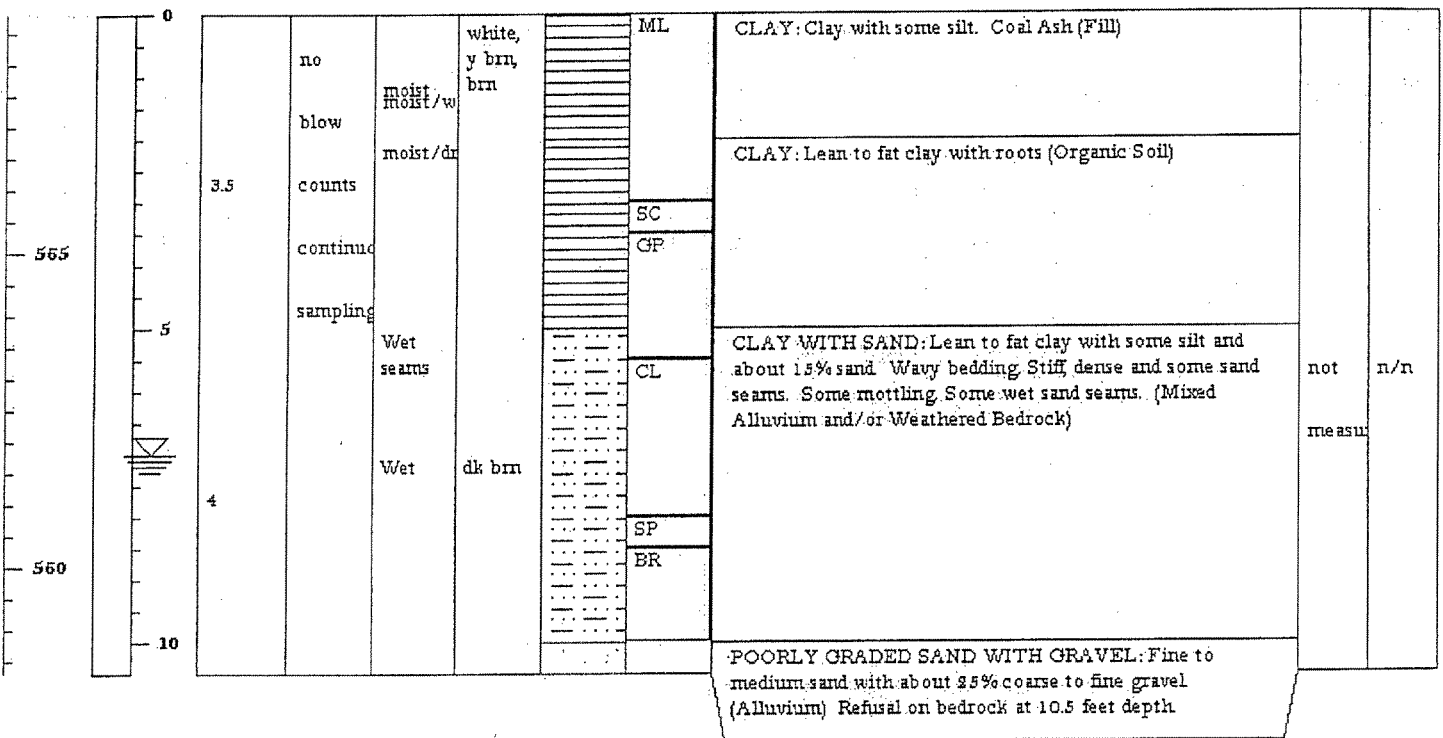 0
565
5
560
10
3.5
4
no
blow
counts
continuo
sampling
moist
moist/w
moist/dr
Wet
seams
Wet
white,
y brn,
brn
dk brn
ML
SC
GP
CL
SP
BR
CLAY: Clay with some silt. Coal Ash (Fill)
CLAY: Lean to fat clay with roots (Organic Soil)
CLAY WITH SAND: Lean to fat clay with some silt and
about 15% sand. Wavy bedding. Stiff, dense and some sand
seams. Some mottling. Some wet sand seams. (Mixed
Alluvium and/or Weathered Bedrock)
POORLY GRADED SAND WITH GRAVEL: Fine to
medium sand with about 25% coarse to fine gravel
(Alluvium) Refusal on bedrock at 10.5 feet depth
not
measu
n/n